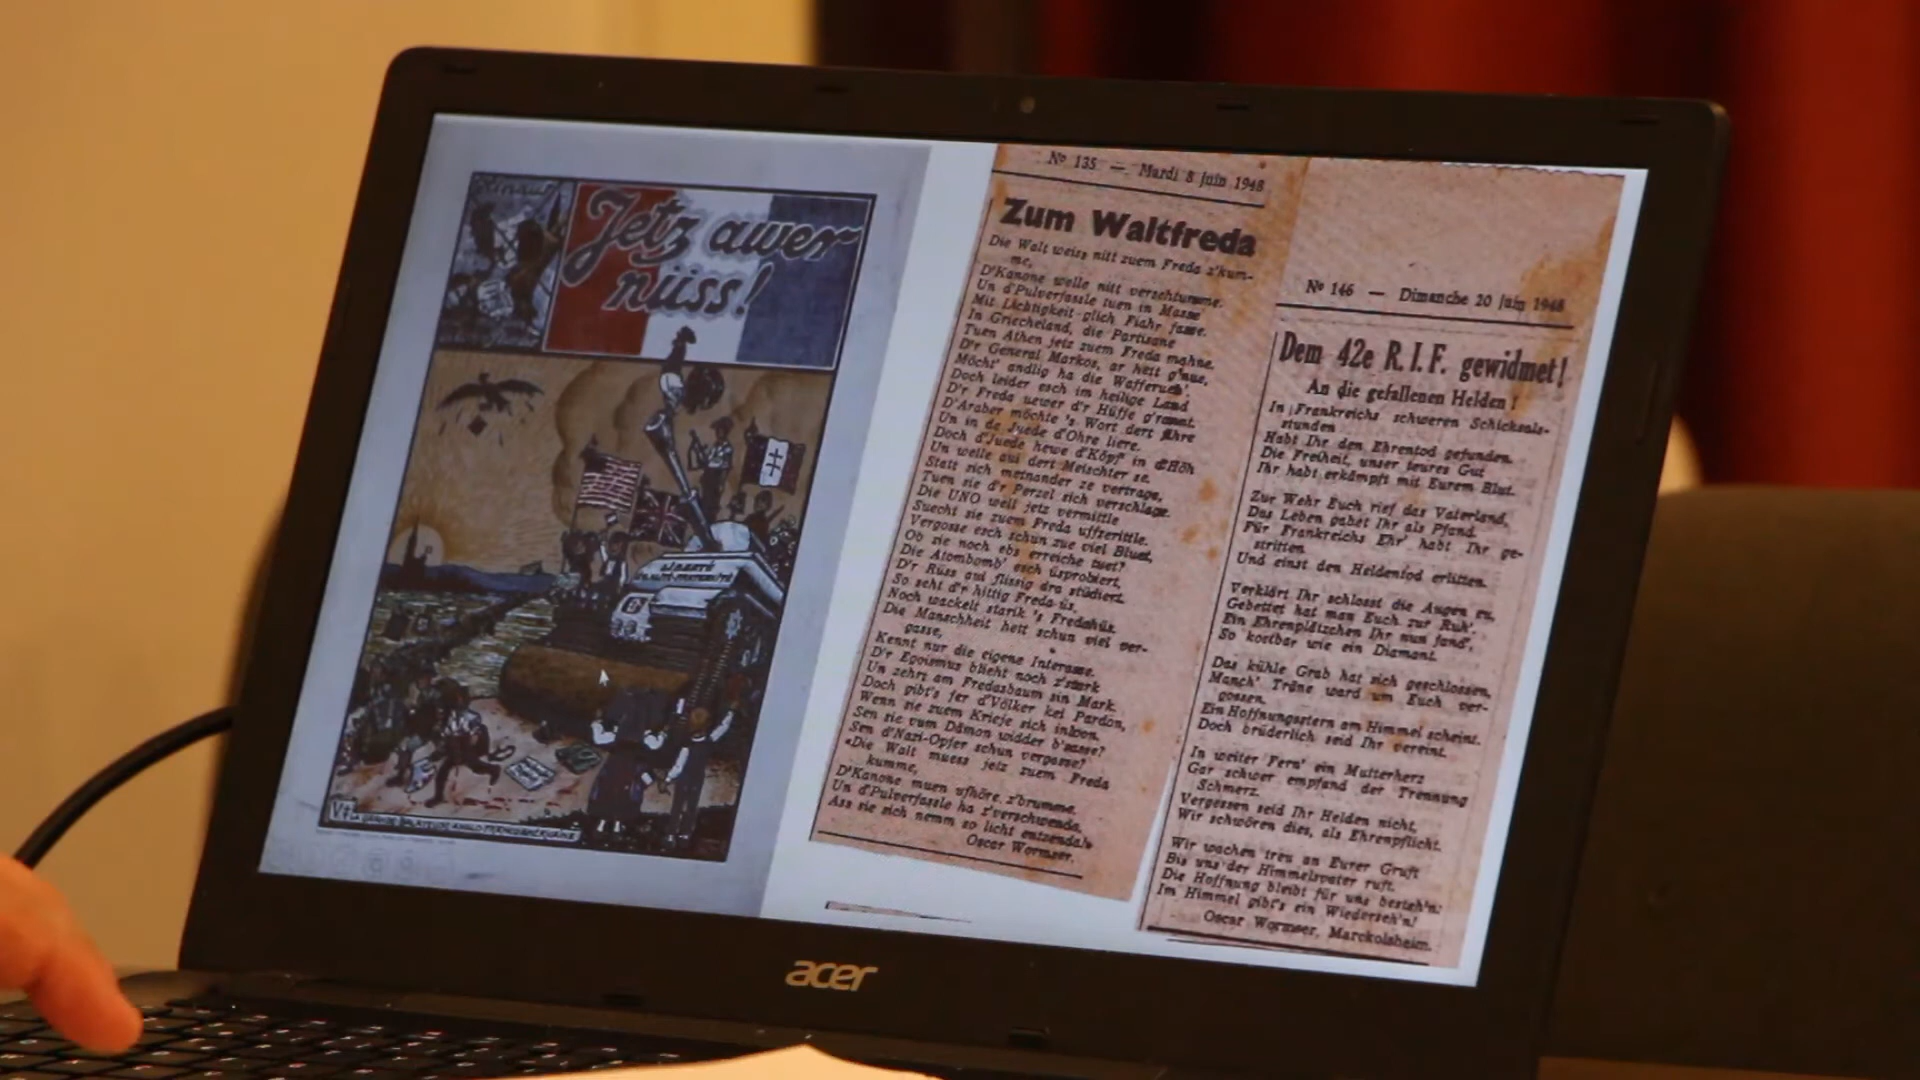 Jetz awer
nüss!
LIBERTÉ
ÉGALITÉ FRATERNITÉ
Nº 135 — Mardi 8 juin 1948
Zum Waltfreda
Die Walt weiss nitt zuem Freda z'kum-
me,
D'Kanone welle nitt verschtumme.
Un d'Pulverfassle tuen in Masse
Mit Lichtigkeit glich Fiahr fasse.
In Griecheland, die Partisane
Tuen Athen jetz zuem Freda mahne.
D'r General Markos, ar hett g'nue,
Möcht' andlig ha die Wafferueh'.
Doch leider esch im heilige Land
D'r Freda uewer d'r Hüffe g'rannt.
D'Araber möchte 's Wort dert führe
Un in de Juede d'Ohre liere.
Doch d'Juede hewe d'Köpf in d'Höh
Un welle aui dert Meischter se.
Statt sich metnander ze vertrage,
Tuen sie d'r Perzel sich verschlage.
Die UNO well jetz vermittle
Suecht sie zuem Freda uffzerittle.
Vergosse esch schun zue viel Bluet,
Ob sie noch ebs erreiche tuet?
Die Atombomb' esch üsprobiert,
D'r Rüss aui flissig dra stüdiert.
So seht d'r hittig Freda üs,
Noch wackelt starik 's Fredahüs.
Die Manschheit hett schun viel ver-
gasse,
Kennt nur die eigene Interasse.
D'r Egoismus blieht noch z'stark
Un zehrt am Fredasbaum sin Mark.
Doch gibt's fer d'Völker kei Pardon,
Wenn sie zuem Krieje sich inloon.
Sen sie vum Dämon widder b'sasse?
Sen d'Nazi-Opfer schun vergasse?
«Die Walt muess jetz zuem Freda
kumme,
D'Kanone muen ufhöre z'brumme.
Un d'Pulverfassle ha z'verschwende,
Ass sie sich nemm so licht entzende!»
Oscar Wormser.
Nº 146 — Dimanche 20 juin 1948
Dem 42e R.I.F. gewidmet!
An die gefallenen Helden!
In Frankreichs schweren Schicksals-
stunden
Habt Ihr den Ehrentod gefunden.
Die Freiheit, unser teures Gut
Ihr habt erkämpft mit Eurem Blut.
Zur Wehr Euch rief das Vaterland,
Das Leben gabet Ihr als Pfand.
Für Frankreichs Ehr' habt Ihr ge-
stritten
Und einst den Heldentod erlitten.
Verklärt Ihr schlosst die Augen zu,
Gebettet hat man Euch zur Ruh',
Ein Ehrenplätzchen Ihr nun fand',
So kostbar wie ein Diamant.
Das kühle Grab hat sich geschlossen,
Manch' Träne ward um Euch ver-
gossen.
Ein Hoffnungsstern am Himmel scheint.
Doch brüderlich seid Ihr vereint.
In weiter Fern' ein Mutterherz
Gar schwer empfand der Trennung
Schmerz.
Vergessen seid Ihr Helden nicht,
Wir schwören dies, als Ehrenpflicht.
Wir wachen treu an Eurer Gruft
Bis uns der Himmelsvater ruft.
Die Hoffnung bleibt für uns besteh'n:
Im Himmel gibt's ein Wiederseh'n!
Oscar Wormser, Marckolsheim.
acer